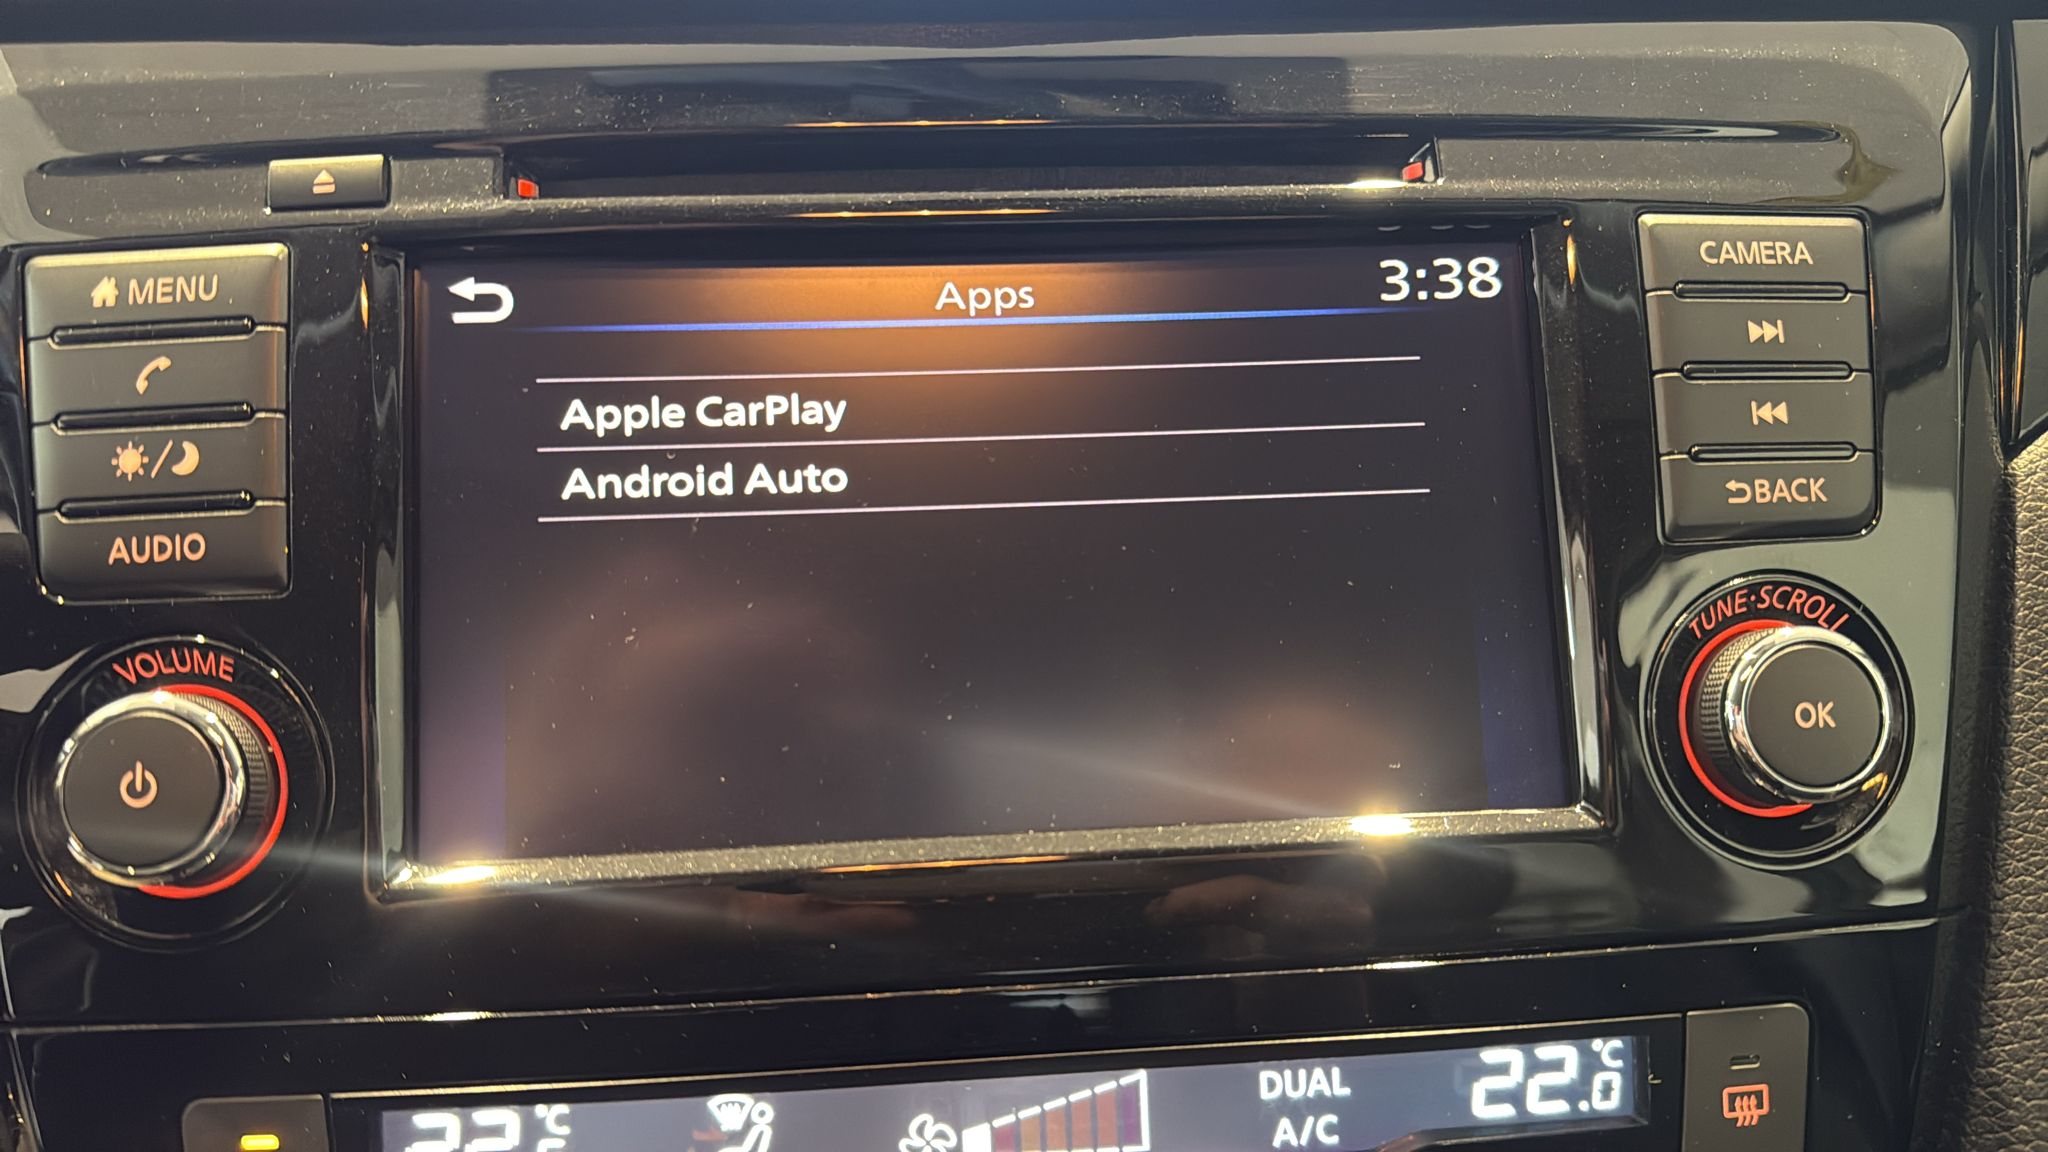 MENU
AUDIO
VOLUME
Apps
3:38
Apple CarPlay
Android Auto
CAMERA
BACK
TUNE·SCROLL
OK
DUAL
A/C
22.0
°C
°C